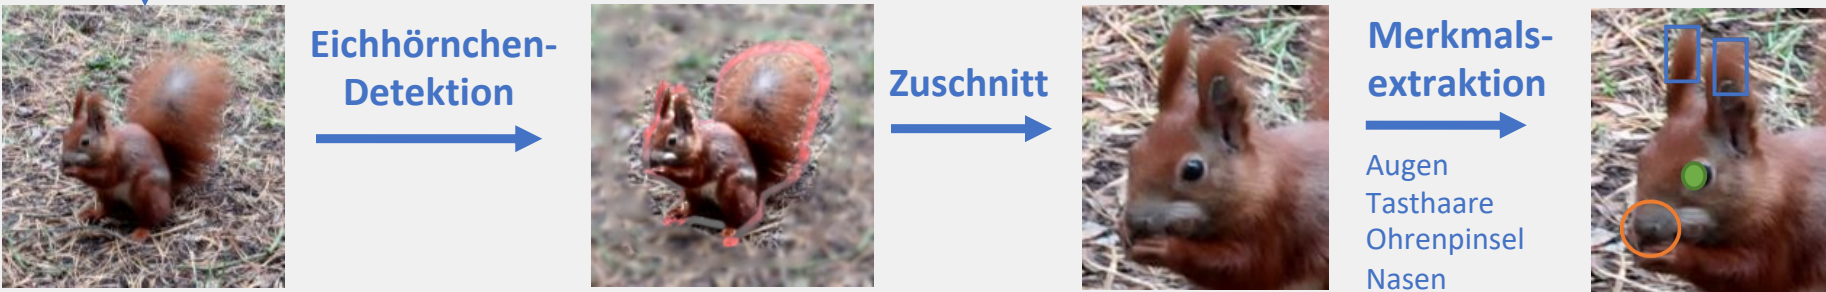 Eichhörnchen-
Detektion
Zuschnitt
Merkmals-
extraktion
Augen
Tasthaare
Ohrenpinsel
Nasen